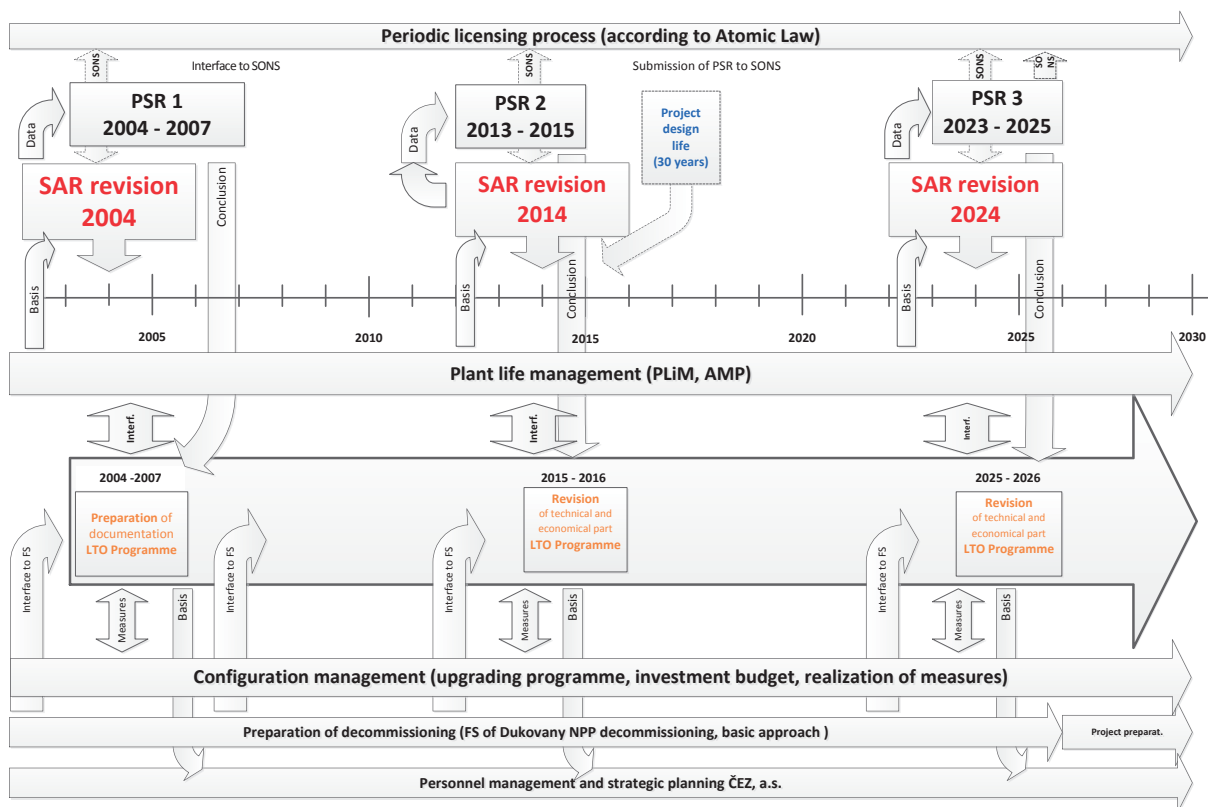 Periodic licensing process (according to Atomic Law)
SONS
Interface to SONS
SONS
Submission of PSR to SONS
SONS
SO
NS
PSR 1
2004 - 2007
PSR 2
2013 - 2015
Project
design
life
(30 years)
PSR 3
2023 - 2025
Data
Data
Data
SAR revision
2004
Conclusion
SAR revision
2014
SAR revision
2024
Basis
Basis
Conclusion
Basis
Conclusion
2005
2010
2015
2020
2025
2030
Plant life management (PLiM, AMP)
Interf.
Interf.
Interf.
2004 -2007
2015 - 2016
2025 - 2026
Preparation of
documentation
LTO Programme
Revision
of technical and
economical part
LTO Programme
Revision
of technical and
economical part
LTO Programme
Interface to FS
Interface to FS
Interface to FS
Interface to FS
Measures
Basis
Measures
Basis
Measures
Basis
Configuration management (upgrading programme, investment budget, realization of measures)
Preparation of decommissioning (FS of Dukovany NPP decommissioning, basic approach )
Project preparat.
Personnel management and strategic planning ČEZ, a.s.